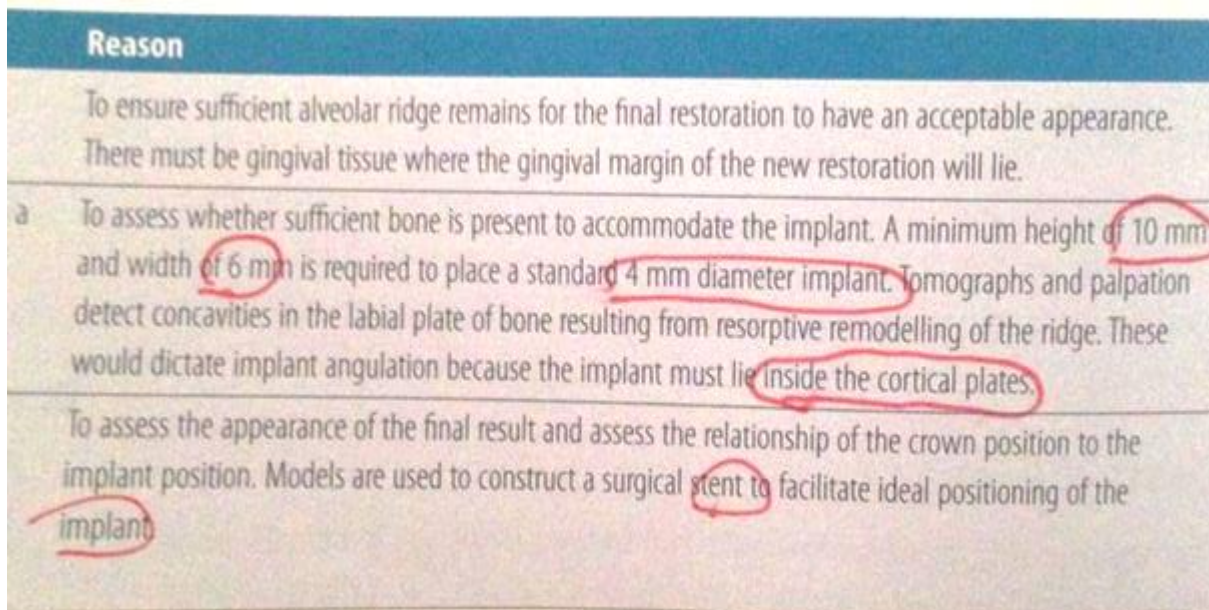 Reason
To ensure sufficient alveolar ridge remains for the final restoration to have an acceptable appearance.
There must be gingival tissue where the gingival margin of the new restoration will lie.
a To assess whether sufficient bone is present to accommodate the implant. A minimum height of 10 mm
and width of 6 mm is required to place a standard 4 mm diameter implant. Tomographs and palpation
detect concavities in the labial plate of bone resulting from resorptive remodelling of the ridge. These
would dictate implant angulation because the implant must lie inside the cortical plates.
To assess the appearance of the final result and assess the relationship of the crown position to the
implant position. Models are used to construct a surgical stent to facilitate ideal positioning of the
implant